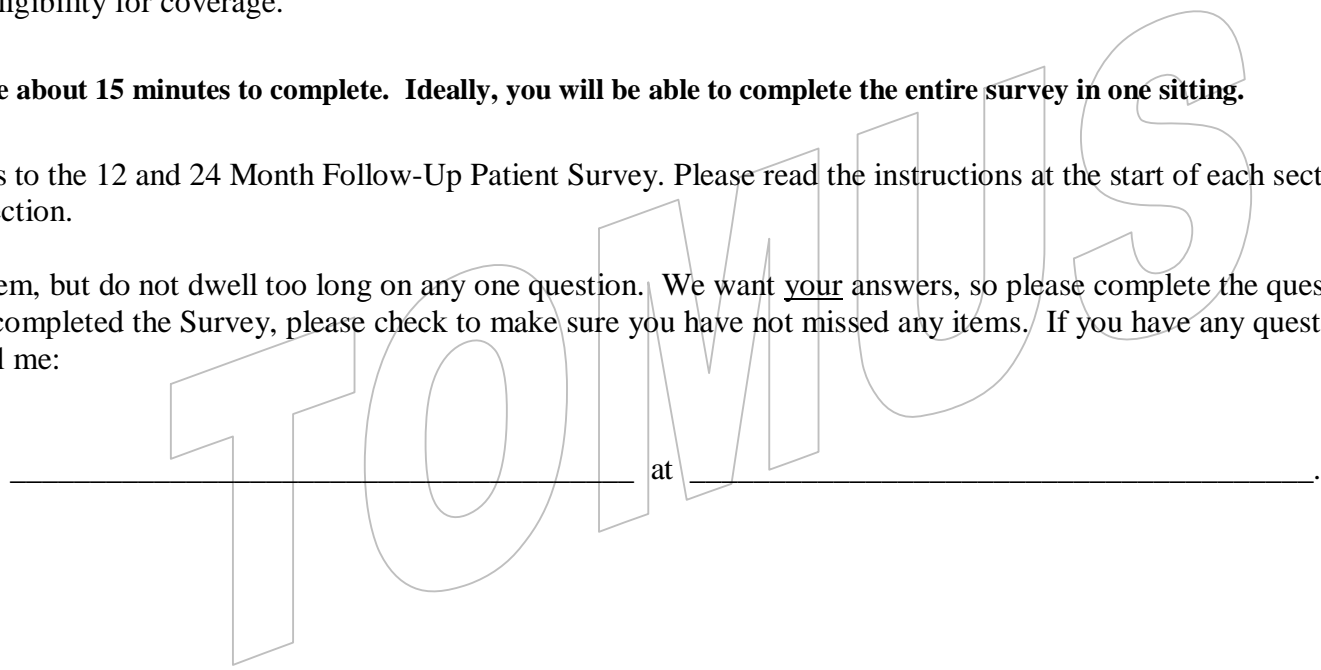 eligibility for coverage.
e about 15 minutes to complete. Ideally, you will be able to complete the entire survey in one sitting.
s to the 12 and 24 Month Follow-Up Patient Survey. Please read the instructions at the start of each sect
ction.
em, but do not dwell too long on any one question. We want your answers, so please complete the ques
completed the Survey, please check to make sure you have not missed any items. If you have any quest
l me:
______________________________________ at ______________________________________.
TOMUS